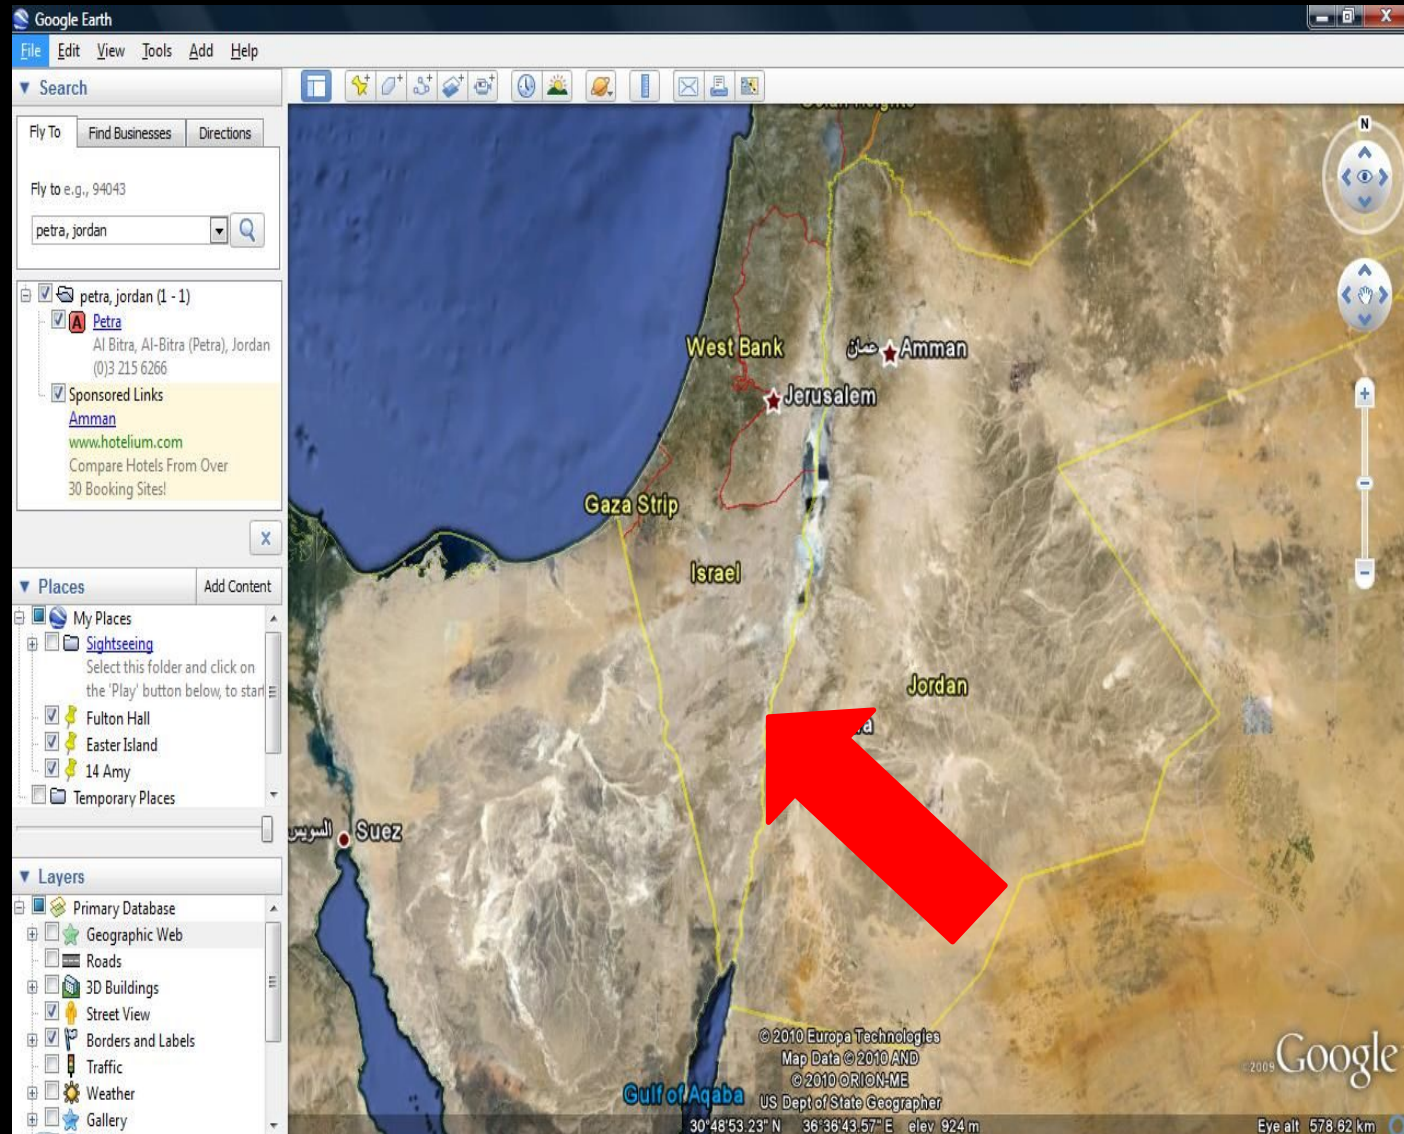 Google Earth
File Edit View Tools Add Help
Search
Fly To Find Businesses Directions
Fly to e.g., 94043
petra, jordan
petra, jordan (1 - 1)
A Petra
Al Bitra, Al-Bitra (Petra), Jordan
(0)3 215 6266
Sponsored Links
Amman
www.hotelium.com
Compare Hotels From Over
30 Booking Sites!
Places Add Content
My Places
Sightseeing
Select this folder and click on
the 'Play' button below, to start
Fulton Hall
Easter Island
14 Amy
Temporary Places
Layers
Primary Database
Geographic Web
Roads
3D Buildings
Street View
Borders and Labels
Traffic
Weather
Gallery
N
West Bank
عمان Amman
Jerusalem
Gaza Strip
Israel
Jordan
السويس Suez
Gulf of Aqaba
© 2010 Europa Technologies
Map Data © 2010 AND
© 2010 ORION-ME
US Dept of State Geographer
©2009 Google
30°48'53.23" N 36°36'43.57" E elev 924 m
Eye alt 578.62 km